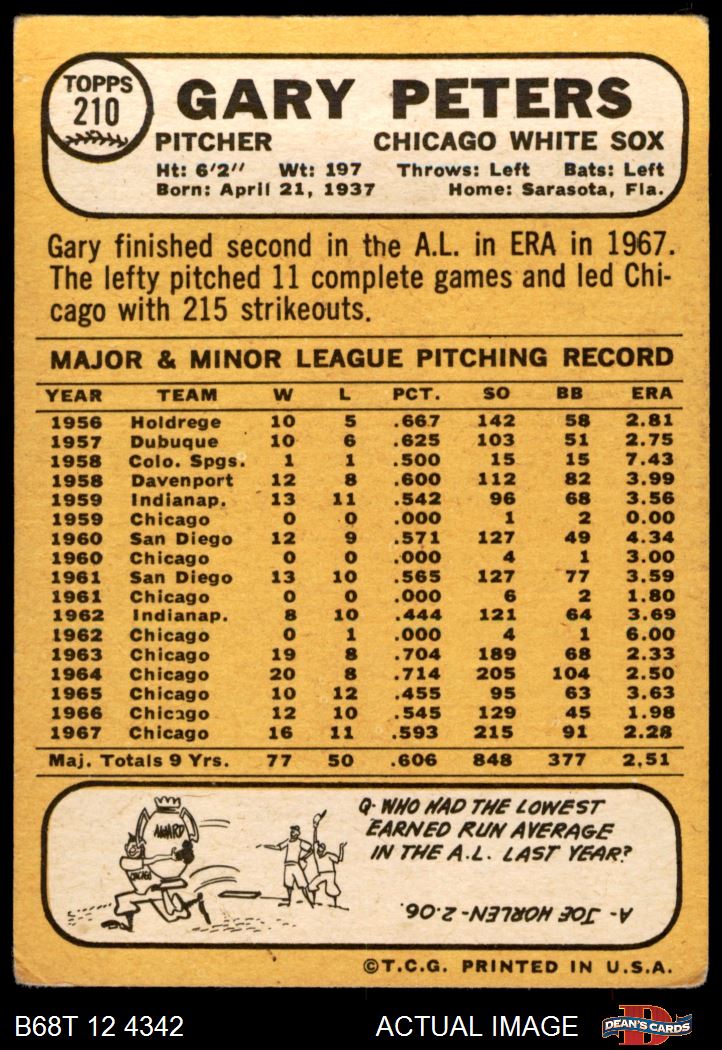 TOPPS
210
GARY PETERS
PITCHER CHICAGO WHITE SOX
Ht: 6'2" Wt: 197 Throws: Left Bats: Left
Born: April 21, 1937 Home: Sarasota, Fla.
Gary finished second in the A.L. in ERA in 1967.
The lefty pitched 11 complete games and led Chi-
cago with 215 strikeouts.
MAJOR & MINOR LEAGUE PITCHING RECORD
YEAR TEAM W L PCT. SO BB ERA
1956 Holdrege 10 5 .667 142 58 2.81
1957 Dubuque 10 6 .625 103 51 2.75
1958 Colo. Spgs. 1 1 .500 15 15 7.43
1958 Davenport 12 8 .600 112 82 3.99
1959 Indianap. 13 11 .542 96 68 3.56
1959 Chicago 0 0 .000 1 2 0.00
1960 San Diego 12 9 .571 127 49 4.34
1960 Chicago 0 0 .000 4 1 3.00
1961 San Diego 13 10 .565 127 77 3.59
1961 Chicago 0 0 .000 6 2 1.80
1962 Indianap. 8 10 .444 121 64 3.69
1962 Chicago 0 1 .000 4 1 6.00
1963 Chicago 19 8 .704 189 68 2.33
1964 Chicago 20 8 .714 205 104 2.50
1965 Chicago 10 12 .455 95 63 3.63
1966 Chicago 12 10 .545 129 45 1.98
1967 Chicago 16 11 .593 215 91 2.28
Maj. Totals 9 Yrs. 77 50 .606 848 377 2.51
AWARD
CHICAGO
Q- WHO HAD THE LOWEST
EARNED RUN AVERAGE
IN THE A.L. LAST YEAR?
A- JOE HORLEN-2.06.
©T.C.G. PRINTED IN U.S.A.
B68T 12 4342 ACTUAL IMAGE
D
DEAN'S CARDS